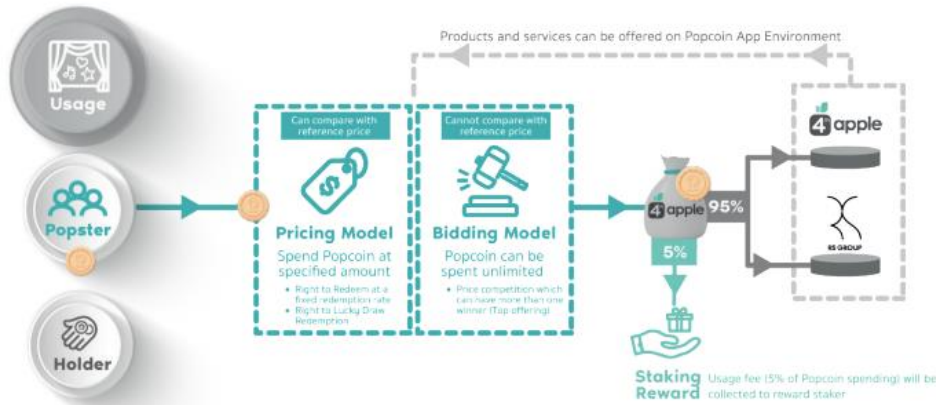 Products and services can be offered on Popcoin App Environment
Usage
Can compare with
reference price
Cannot compare with
reference price
4th apple
Popster
Pricing Model
Spend Popcoin at
specified amount
• Right to Redeem at a
fixed redemption rate
• Right to Lucky Draw
Redemption
Bidding Model
Popcoin can be
spent unlimited
• Price competition which
can have more than one
winner (Top offering)
4th apple
95%
5%
RS GROUP
Holder
Staking
Reward
Usage fee (5% of Popcoin spending) will be
collected to reward staker